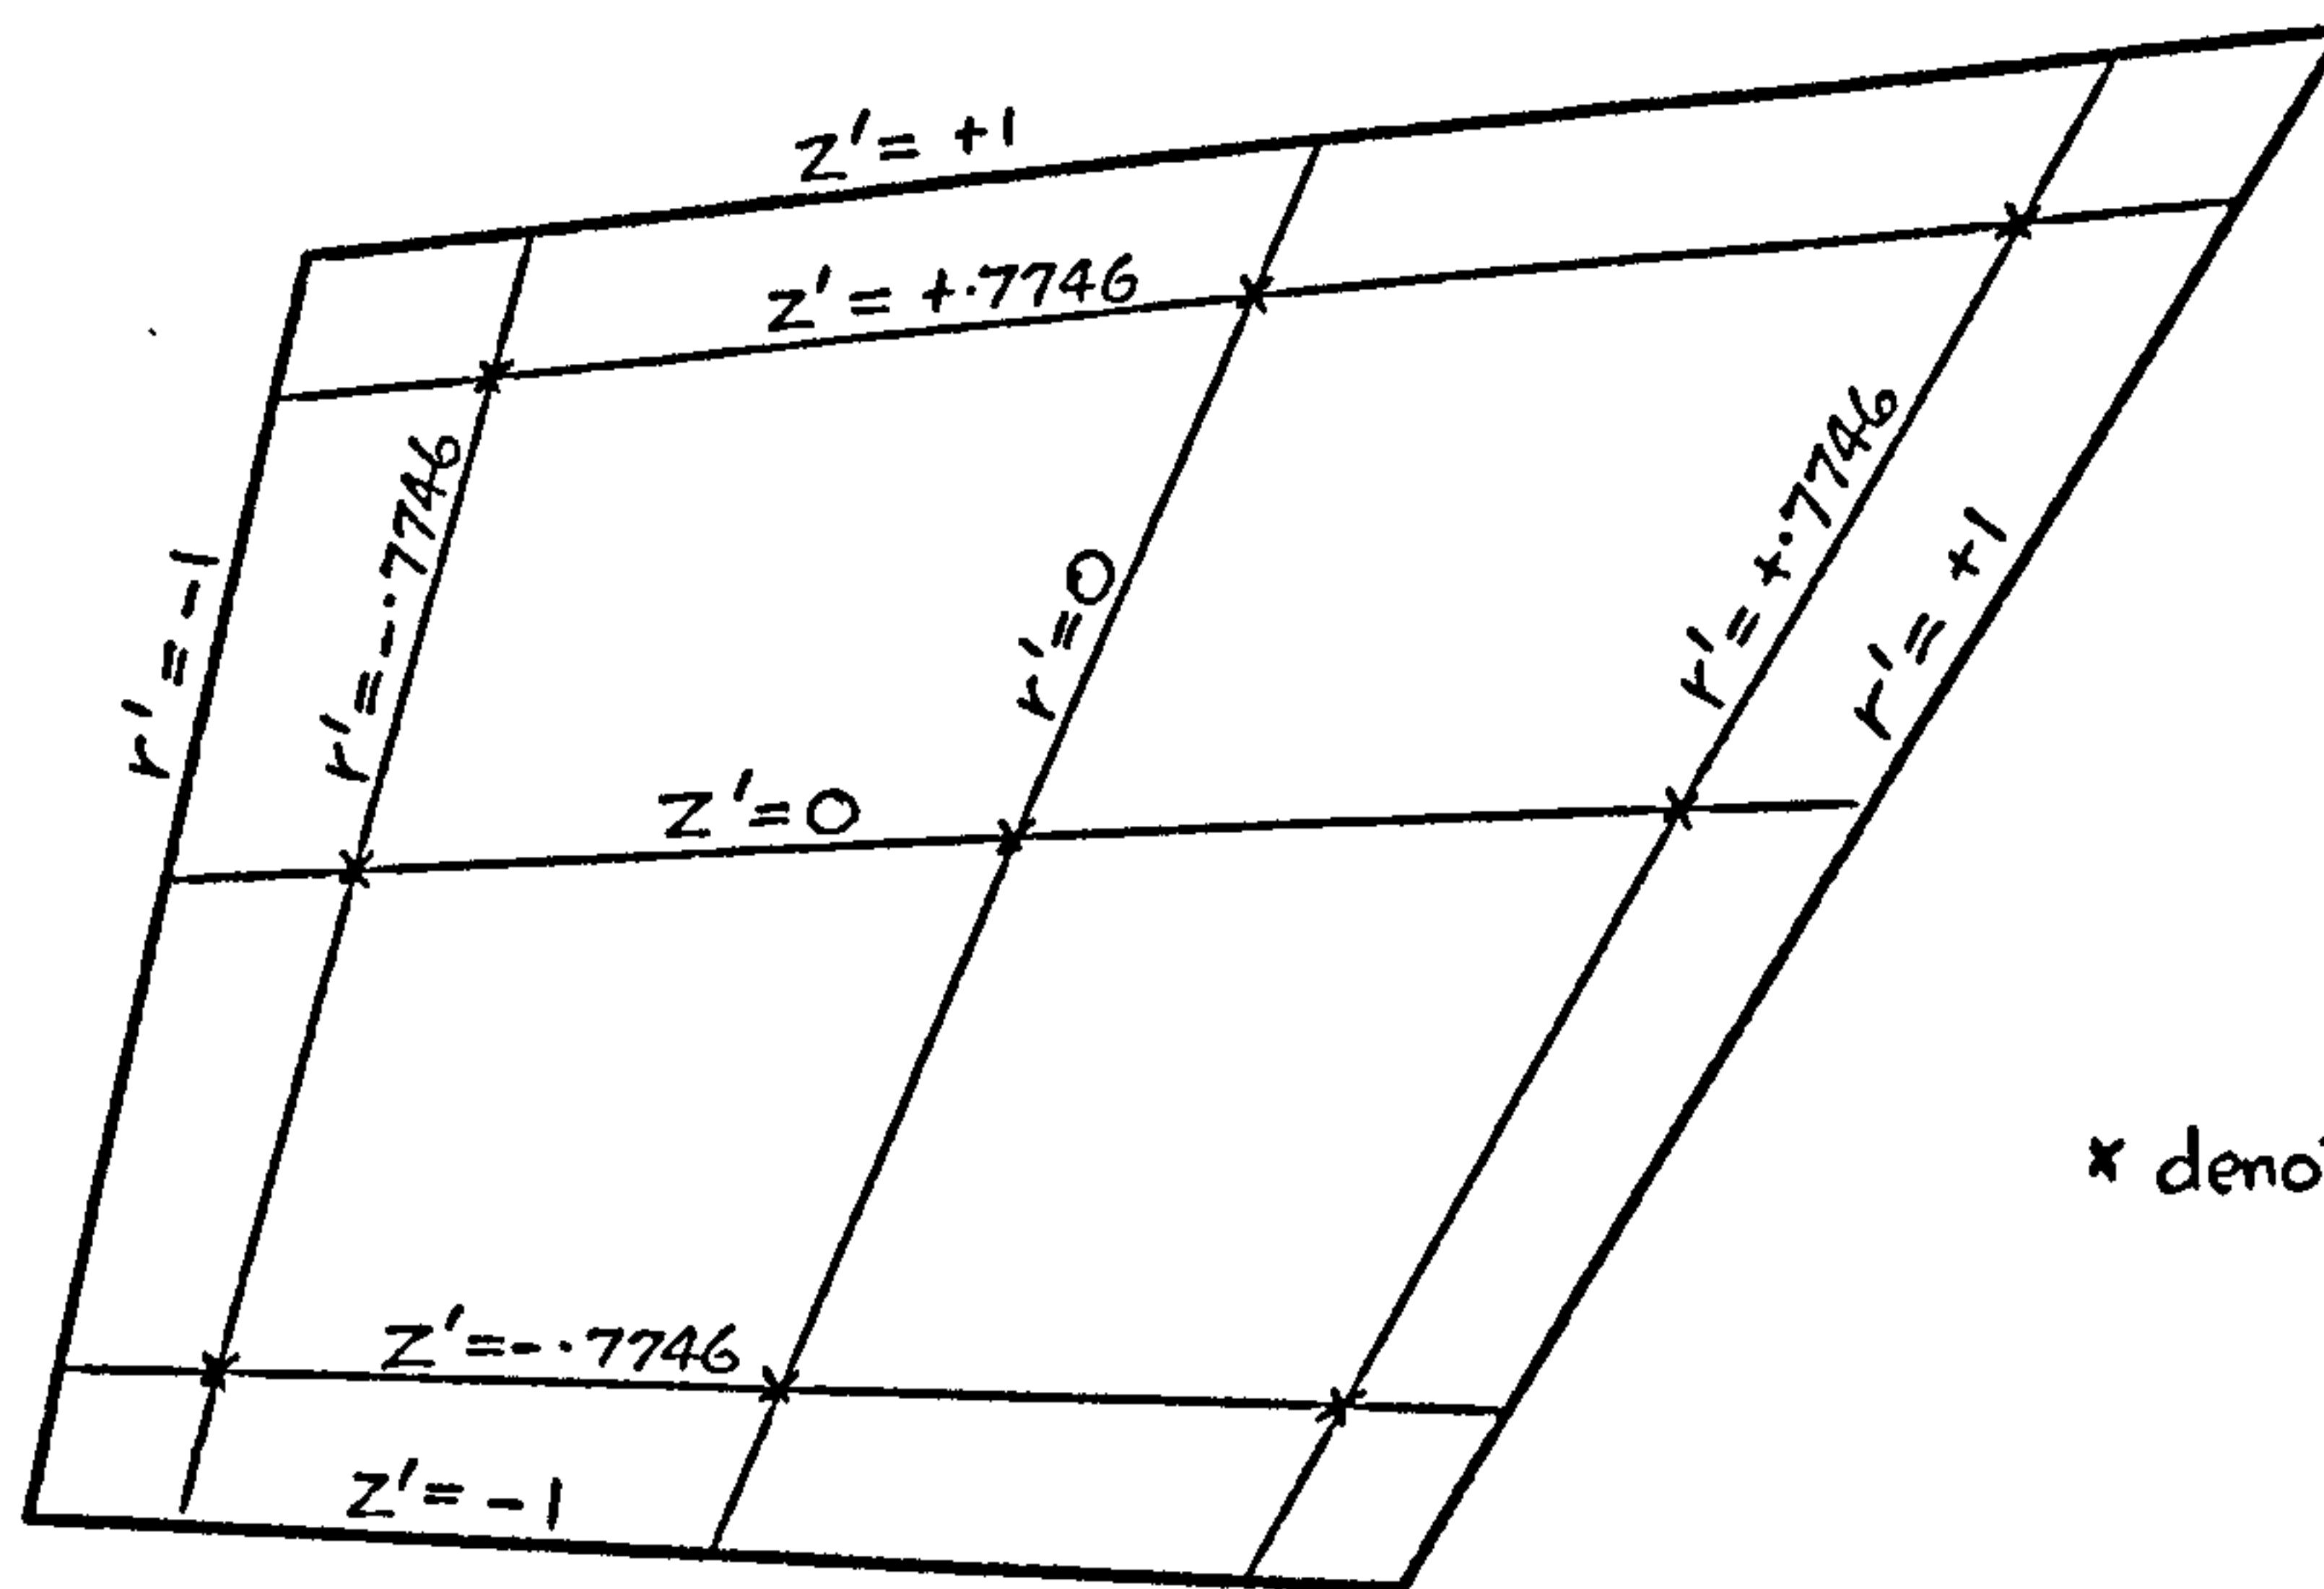 z'= +1
z'= +.7746
r'= -1
r'= -.7746
r'=0
r'= +.7746
r'= +1
z'=0
* deno
z'=-.7746
z'= -1